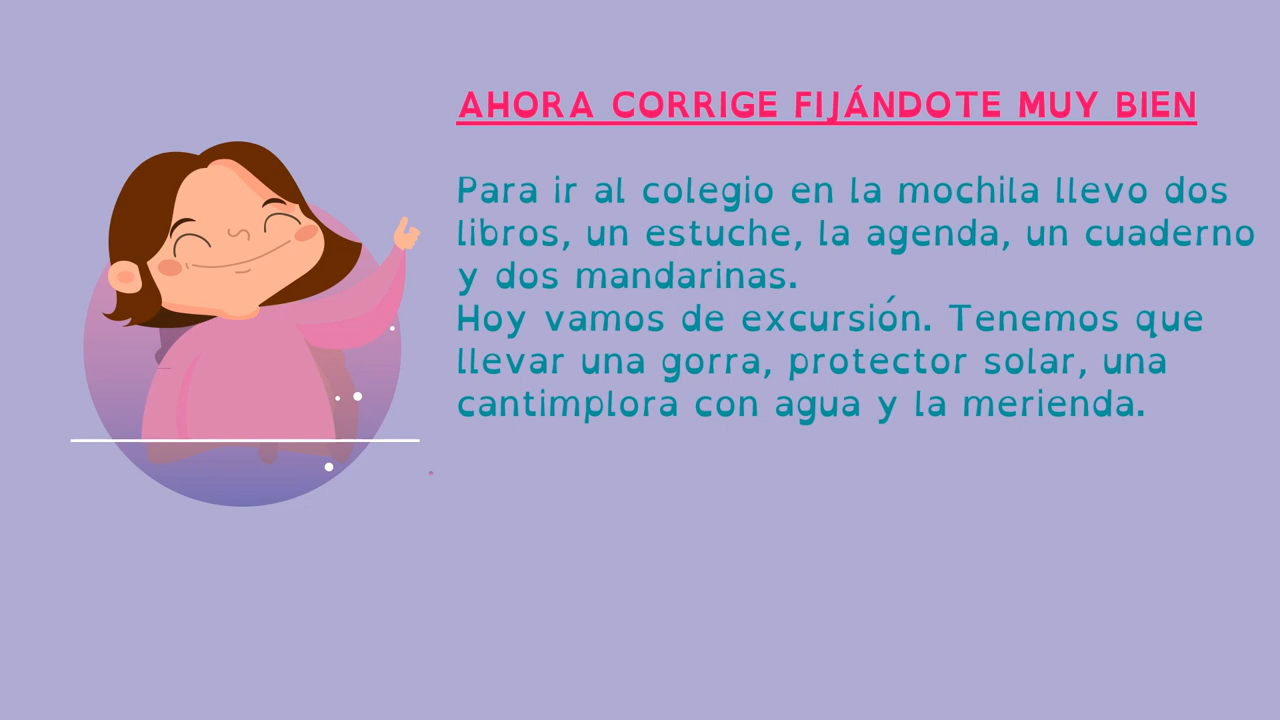 AHORA CORRIGE FIJÁNDOTE MUY BIEN
Para ir al colegio en la mochila llevo dos
libros, un estuche, la agenda, un cuaderno
y dos mandarinas.
Hoy vamos de excursión. Tenemos que
llevar una gorra, protector solar, una
cantimplora con agua y la merienda.